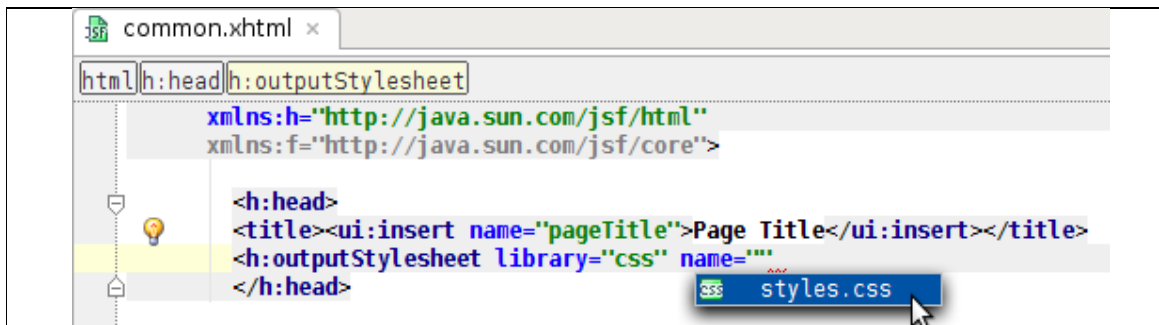 common.xhtml ×
html h:head h:outputStylesheet
xmlns:h="http://java.sun.com/jsf/html"
xmlns:f="http://java.sun.com/jsf/core">
<h:head>
<title><ui:insert name="pageTitle">Page Title</ui:insert></title>
<h:outputStylesheet library="css" name=""
</h:head>
css styles.css